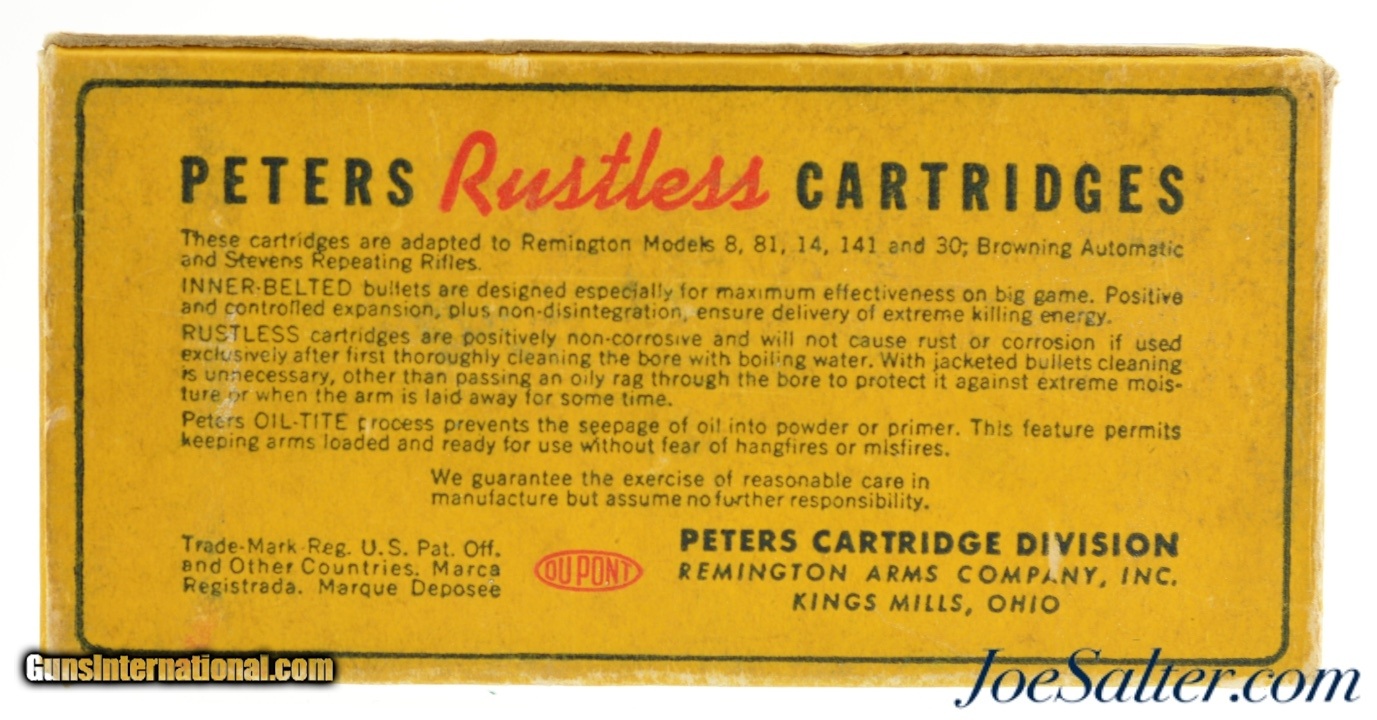 PETERS Rustless CARTRIDGES
These cartridges are adapted to Remington Models 8, 81, 14, 141 and 30; Browning Automatic
and Stevens Repeating Rifles.
INNER-BELTED bullets are designed especially for maximum effectiveness on big game. Positive
and controlled expansion, plus non-disintegration, ensure delivery of extreme killing energy.
RUSTLESS cartridges are positively non-corrosive and will not cause rust or corrosion if used
exclusively after first thoroughly cleaning the bore with boiling water. With jacketed bullets cleaning
is unnecessary, other than passing an oily rag through the bore to protect it against extreme mois-
ture or when the arm is laid away for some time.
Peters OIL-TITE process prevents the seepage of oil into powder or primer. This feature permits
keeping arms loaded and ready for use without fear of hangfires or misfires.
We guarantee the exercise of reasonable care in
manufacture but assume no further responsibility.
Trade-Mark Reg. U.S. Pat. Off.
and Other Countries. Marca
Registrada. Marque Deposee
DU PONT
PETERS CARTRIDGE DIVISION
REMINGTON ARMS COMPANY, INC.
KINGS MILLS, OHIO
GunsInternational.com
JoeSalter.com